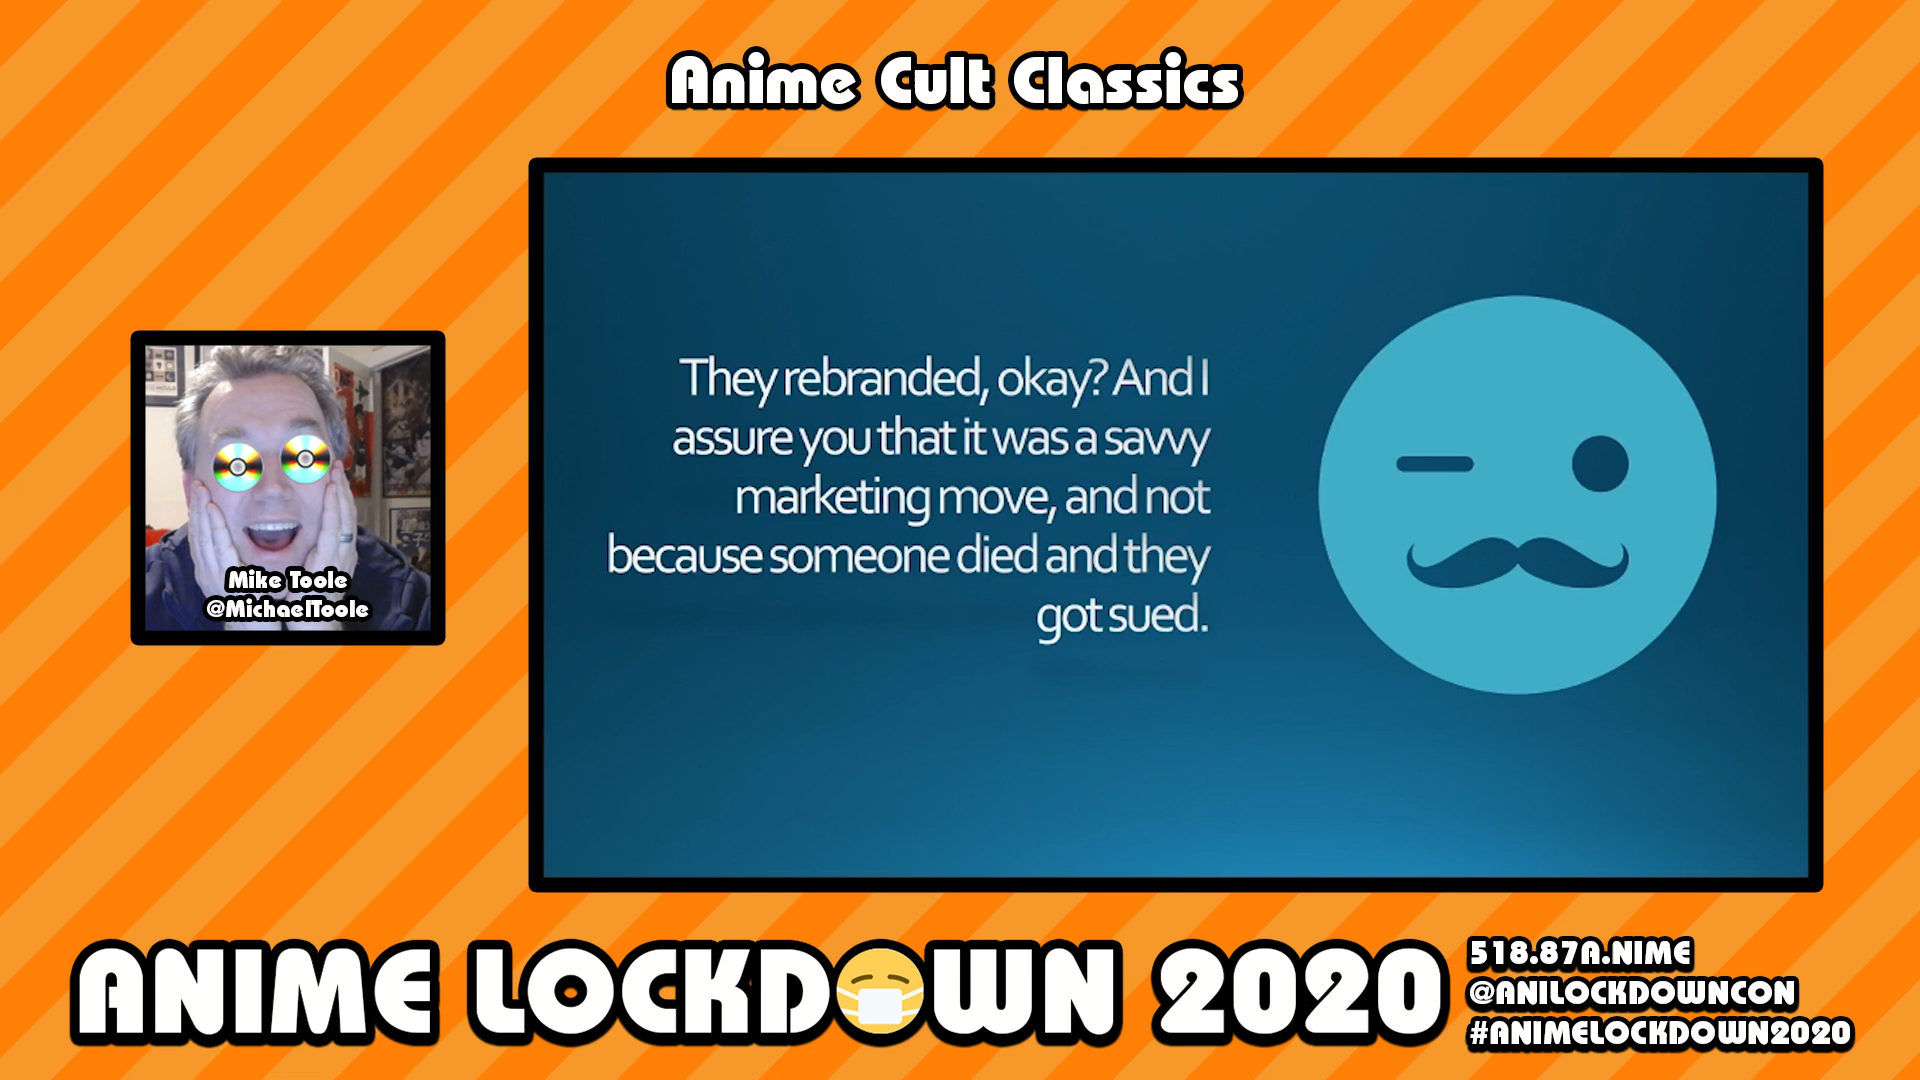 Anime Cult Classics
They rebranded, okay? And I
assure you that it was a savvy
marketing move, and not
because someone died and they
got sued.
Mike Toole
@MichaelToole
ANIME LOCKDOWN 2020
518.87A.NIME
@ANILOCKDOWNCON
#ANIMELOCKDOWN2020